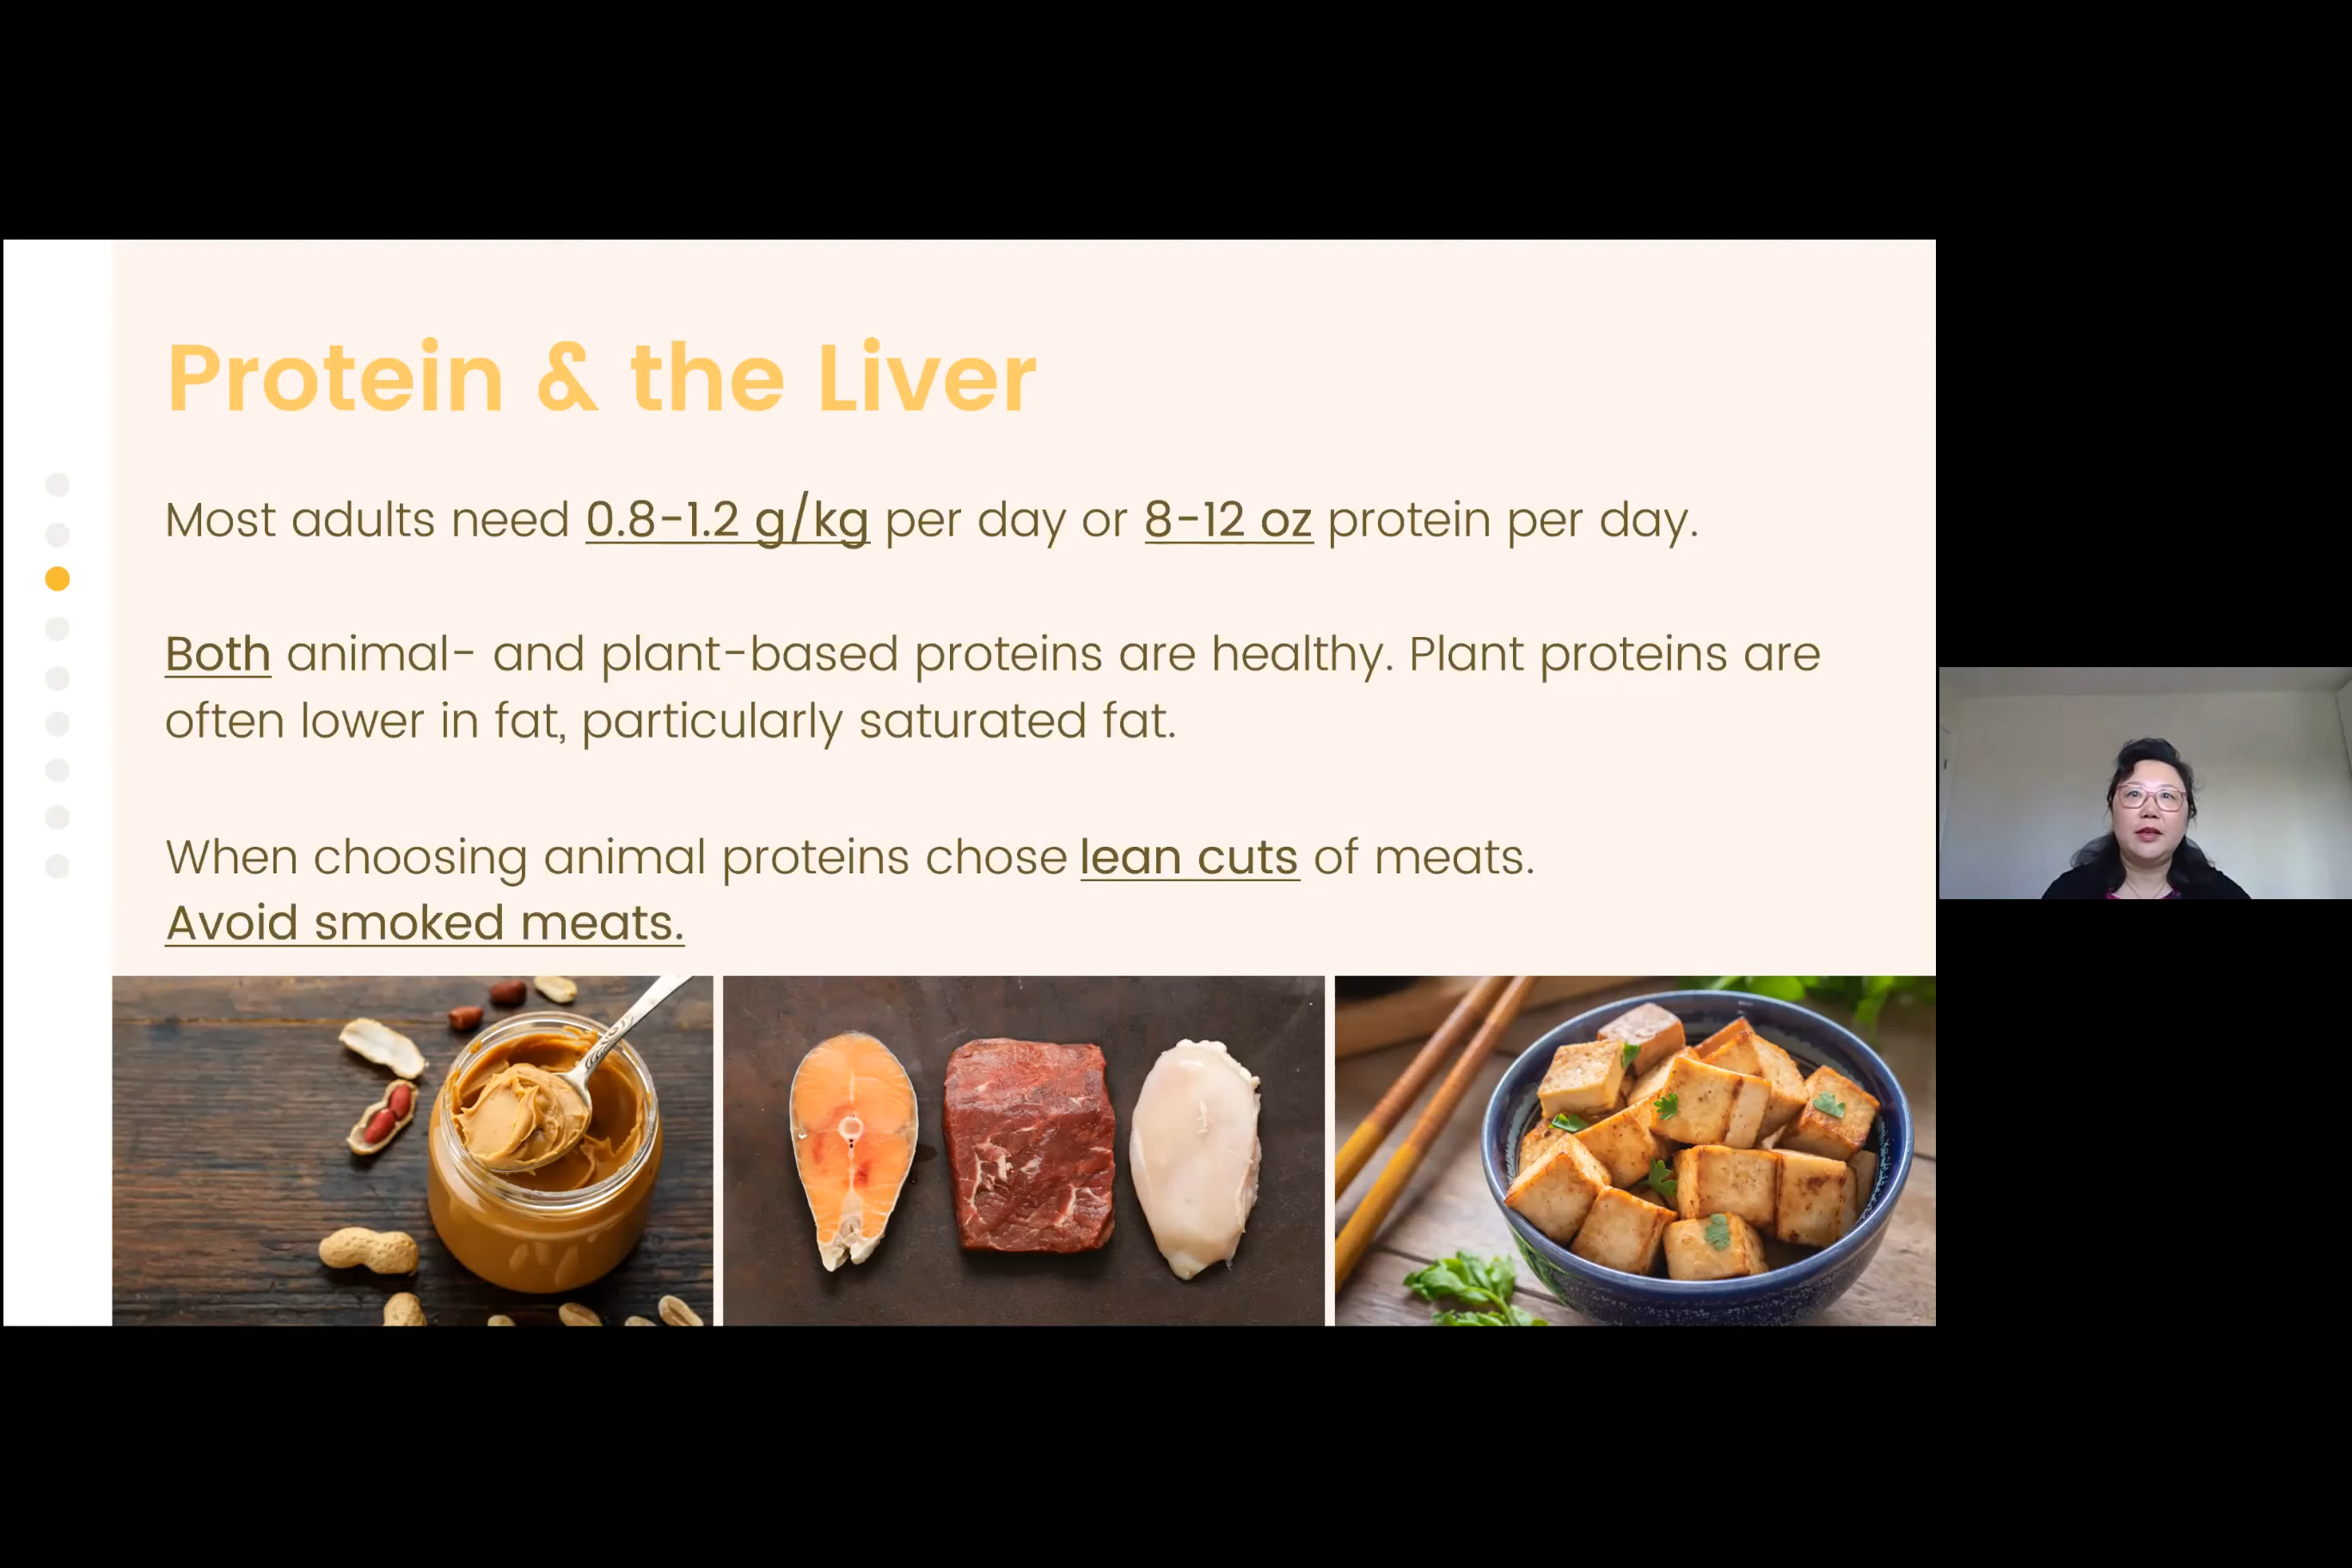 Protein & the Liver
Most adults need 0.8-1.2 g/kg per day or 8-12 oz protein per day.
Both animal- and plant-based proteins are healthy. Plant proteins are
often lower in fat, particularly saturated fat.
When choosing animal proteins chose lean cuts of meats.
Avoid smoked meats.